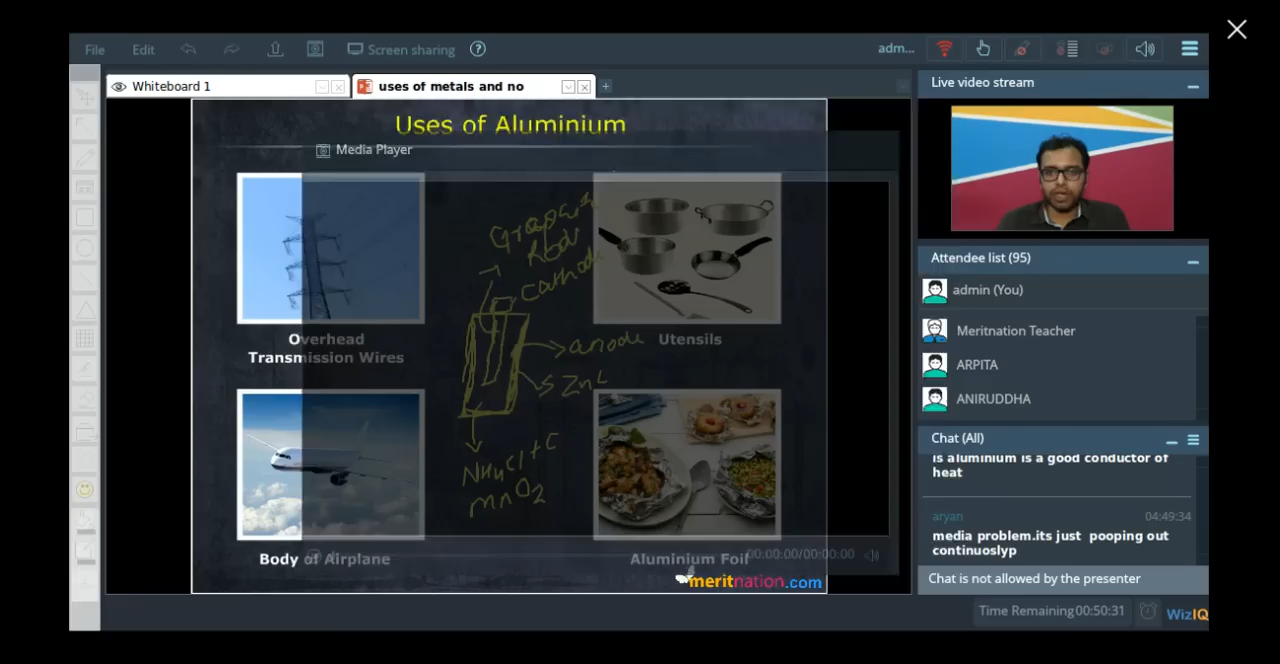 File Edit Screen sharing ? adm...
Whiteboard 1 uses of metals and no
Uses of Aluminium
Media Player
Graphite
Rod
Cathode
anode
Overhead
Transmission Wires
Utensils
NH4Cl+C
MnO2
Body of Airplane
Aluminium Foil
00:00:00/00:00:00
meritnation.com
Live video stream
Attendee list (95)
admin (You)
Meritnation Teacher
ARPITA
ANIRUDDHA
Chat (All)
is aluminium is a good conductor of
heat
aryan 04:49:34
media problem.its just pooping out
continuoslyp
Chat is not allowed by the presenter
Time Remaining 00:50:31
WizIQ